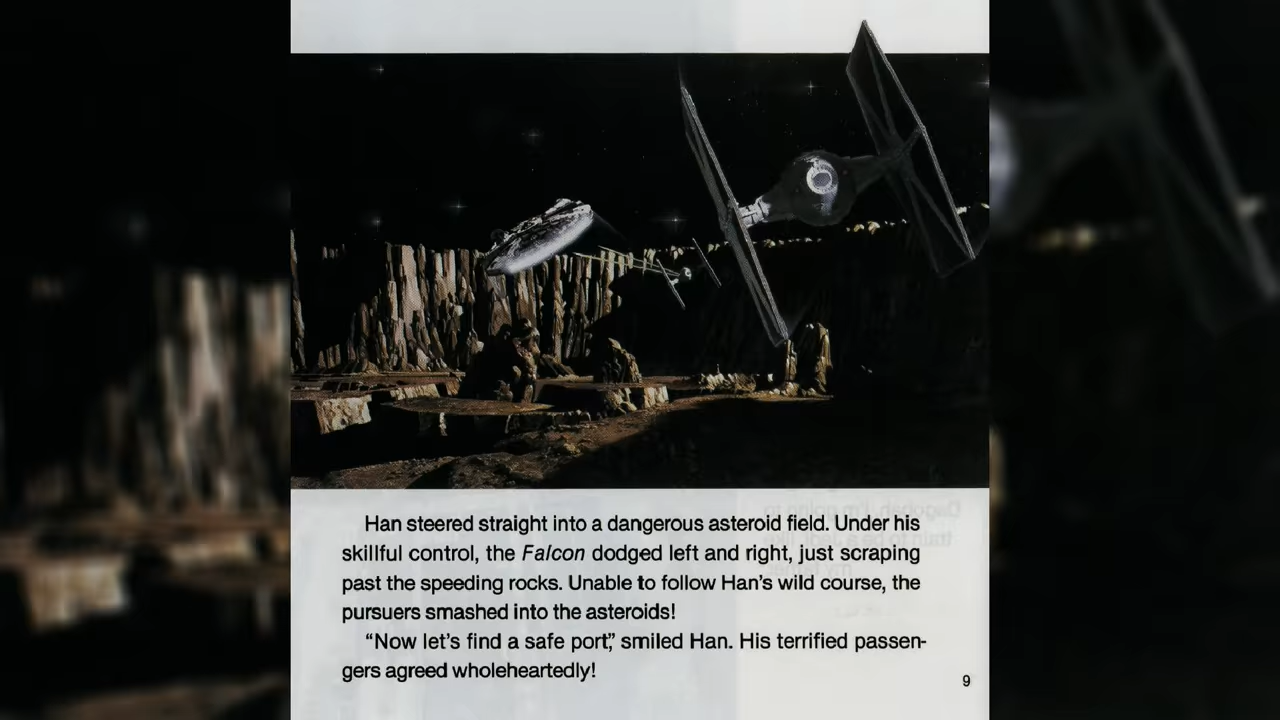 Han steered straight into a dangerous asteroid field. Under his
skillful control, the Falcon dodged left and right, just scraping
past the speeding rocks. Unable to follow Han's wild course, the
pursuers smashed into the asteroids!
“Now let's find a safe port,” smiled Han. His terrified passen-
gers agreed wholeheartedly!
9